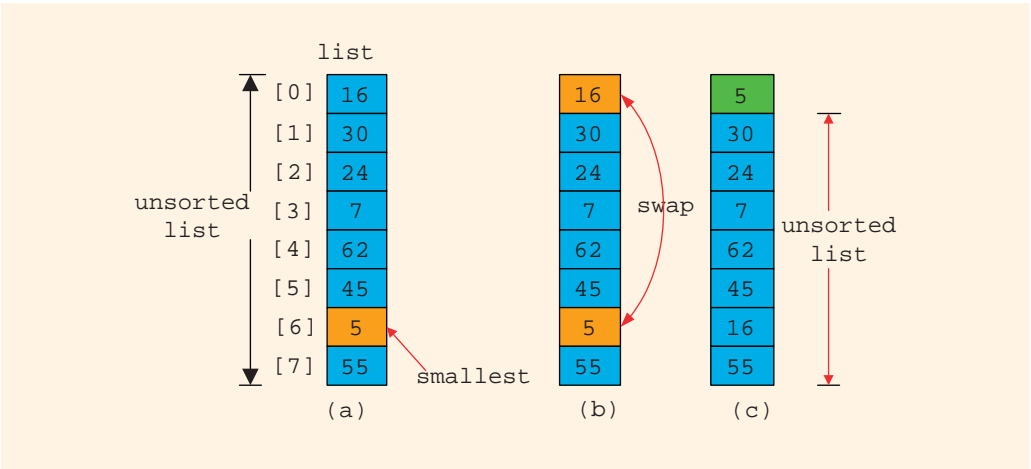 list
[0] 16 16 5
[1] 30 30 30
[2] 24 24 24
unsorted list
[3] 7 7 7
swap
unsorted list
[4] 62 62 62
[5] 45 45 45
[6] 5 5 16
[7] 55 55 55
smallest
(a) (b) (c)